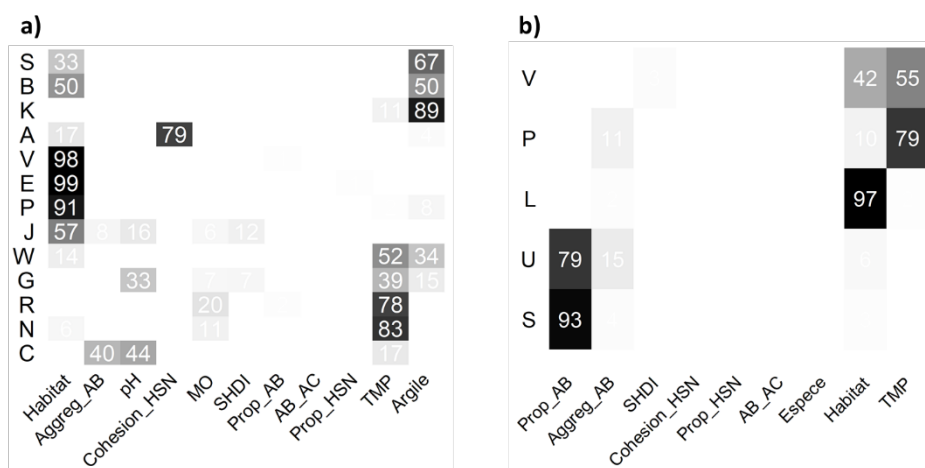 a)
S 33 67
B 50 50
K 11 89
A 17 79 4
V 98
E 99
P 91 8
J 57 8 16 6 12
W 14 52 34
G 33 7 7 39 15
R 20 78
N 6 11 83
C 40 44 17
Habitat Aggreg_AB pH Cohesion_HSN MO SHDI Prop_AB AB_AC Prop_HSN TMP Argile
b)
V 42 55
P 11 10 79
L 97
U 79 15 6
S 93
Prop_AB Aggreg_AB SHDI Cohesion_HSN Prop_HSN AB_AC Espece Habitat TMP